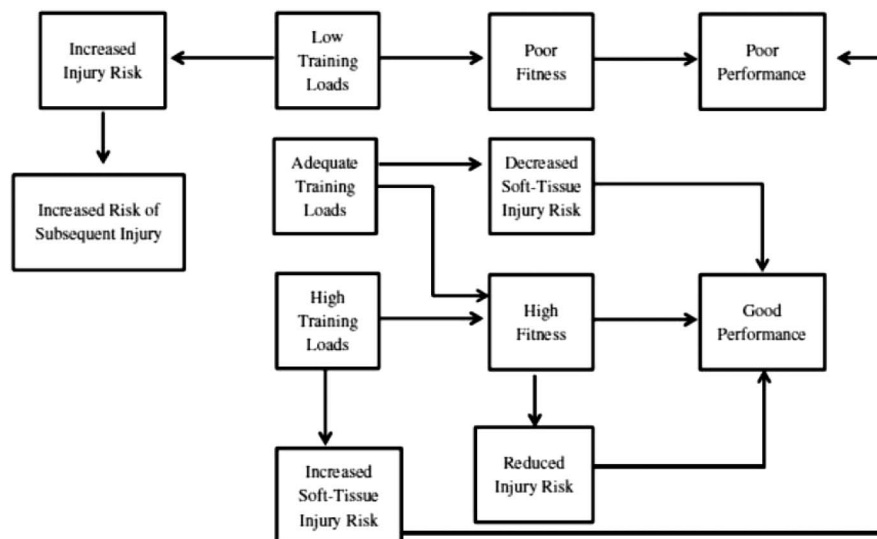 Increased
Injury Risk
Low
Training
Loads
Poor
Fitness
Poor
Performance
Increased Risk of
Subsequent Injury
Adequate
Training
Loads
Decreased
Soft-Tissue
Injury Risk
High
Training
Loads
High
Fitness
Good
Performance
Increased
Soft-Tissue
Injury Risk
Reduced
Injury Risk